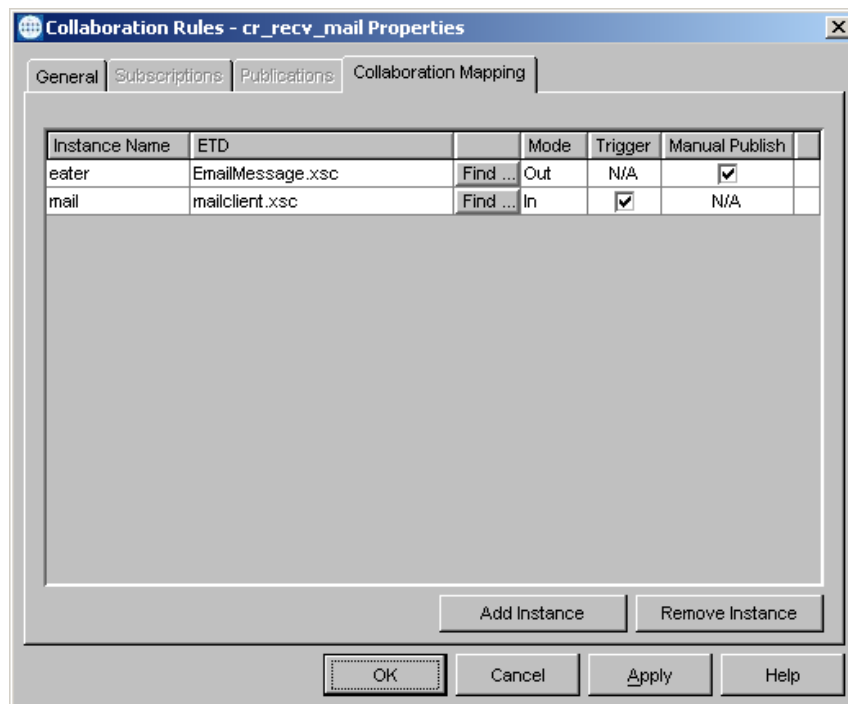 Collaboration Rules - cr_recv_mail Properties
General Subscriptions Publications Collaboration Mapping
Instance Name ETD Mode Trigger Manual Publish
eater EmailMessage.xsc Find ... Out N/A
mail mailclient.xsc Find ... In N/A
Add Instance Remove Instance
OK Cancel Apply Help